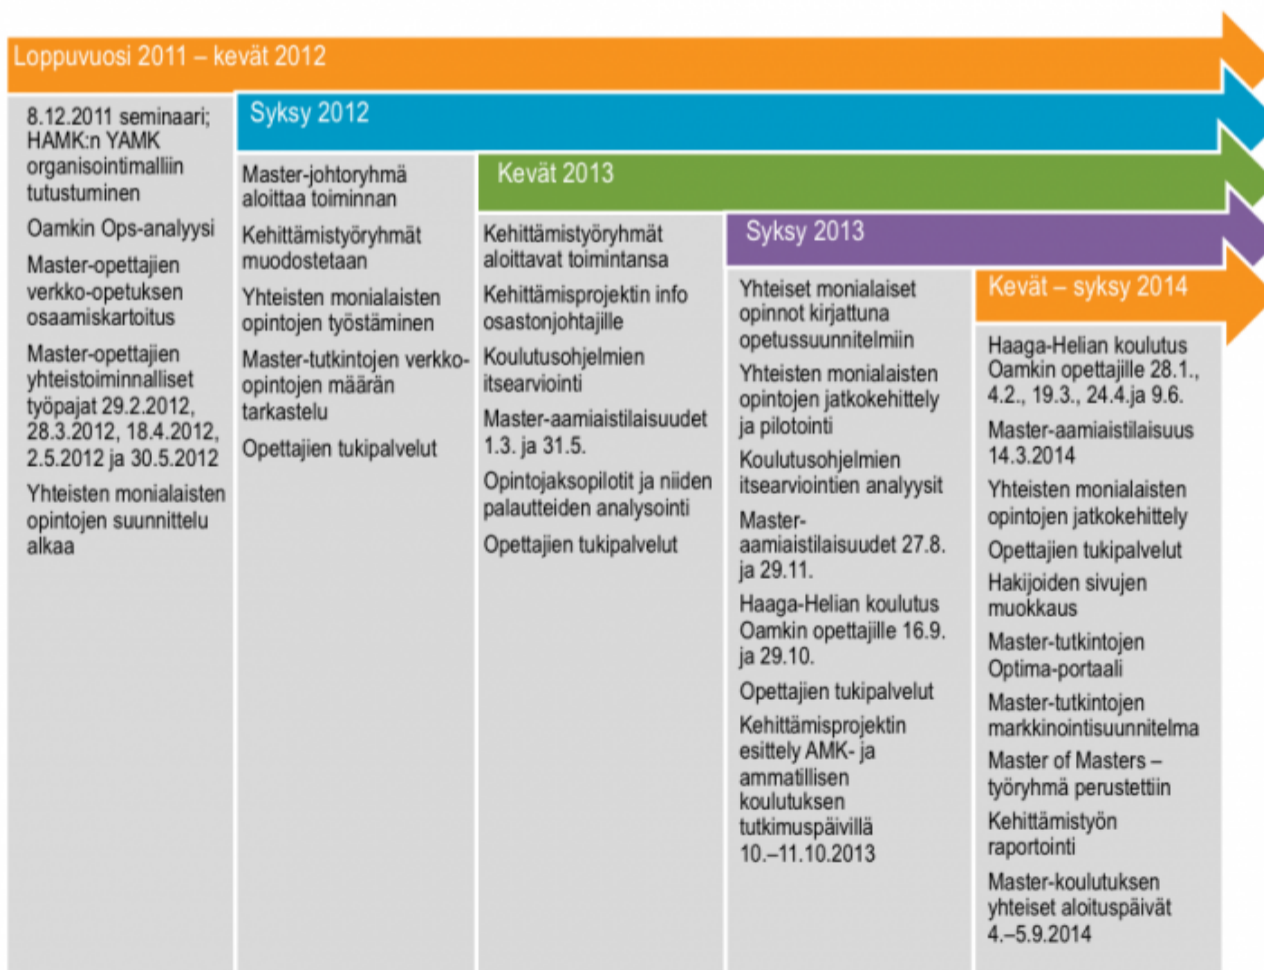 Loppuvuosi 2011 – kevät 2012
8.12.2011 seminaari;
HAMK:n YAMK
organisointimalliin
tutustuminen
Oamkin Ops-analyysi
Master-opettajien
verkko-opetuksen
osaamiskartoitus
Master-opettajien
yhteistoiminnalliset
työpajat 29.2.2012,
28.3.2012, 18.4.2012,
2.5.2012 ja 30.5.2012
Yhteisten monialaisten
opintojen suunnittelu
alkaa
Syksy 2012
Master-johtoryhmä
aloittaa toiminnan
Kehittämistyöryhmät
muodostetaan
Yhteisten monialaisten
opintojen työstäminen
Master-tutkintojen verkko-
opintojen määrän
tarkastelu
Opettajien tukipalvelut
Kevät 2013
Kehittämistyöryhmät
aloittavat toimintansa
Kehittämisprojektin info
osastonjohtajille
Koulutusohjelmien
itsearviointi
Master-aamiaistilaisuudet
1.3. ja 31.5.
Opintojaksopilotit ja niiden
palautteiden analysointi
Opettajien tukipalvelut
Syksy 2013
Yhteiset monialaiset
opinnot kirjattuna
opetussuunnitelmiin
Yhteisten monialaisten
opintojen jatkokehittely
ja pilotointi
Koulutusohjelmien
itsearviointien analyysit
Master-
aamiaistilaisuudet 27.8.
ja 29.11.
Haaga-Helian koulutus
Oamkin opettajille 16.9.
ja 29.10.
Opettajien tukipalvelut
Kehittämisprojektin
esittely AMK- ja
ammatillisen
koulutuksen
tutkimuspäivillä
10.–11.10.2013
Kevät – syksy 2014
Haaga-Helian koulutus
Oamkin opettajille 28.1.,
4.2., 19.3., 24.4.ja 9.6.
Master-aamiaistilaisuus
14.3.2014
Yhteisten monialaisten
opintojen jatkokehittely
Opettajien tukipalvelut
Hakijoiden sivujen
muokkaus
Master-tutkintojen
Optima-portaali
Master-tutkintojen
markkinointisuunnitelma
Master of Masters –
työryhmä perustettiin
Kehittämistyön
raportointi
Master-koulutuksen
yhteiset aloituspäivät
4.–5.9.2014